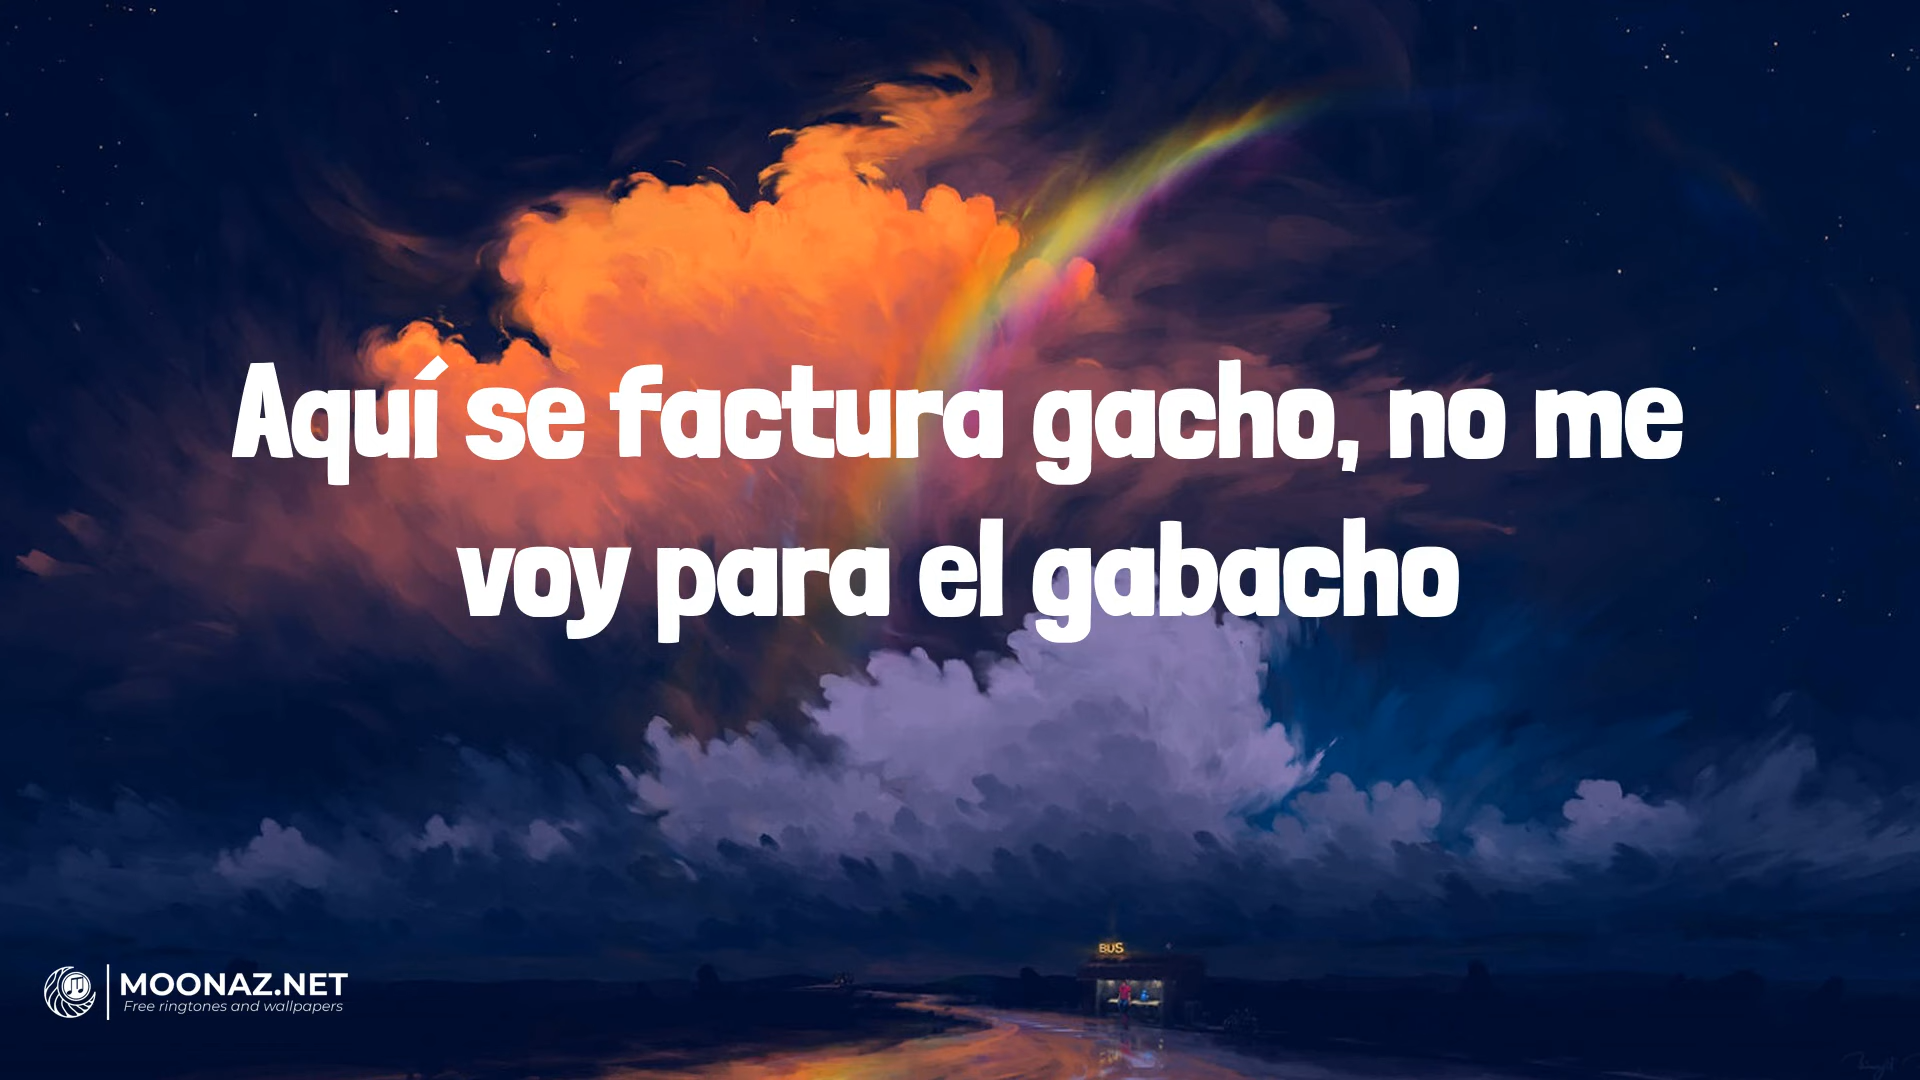 Aquí se factura gacho, no me
voy para el gabacho
BUS
MOONAZ.NET
Free ringtones and wallpapers